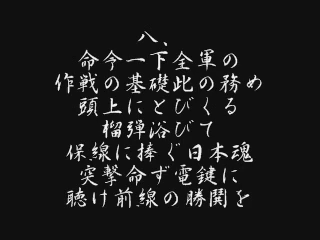 八、
命今一下全軍の
作戦の基礎此の務め
頭上にとびくる
榴弾浴びて
保線に捧ぐ日本魂
突撃命ず電鍵に
聴け前線の勝鬨を